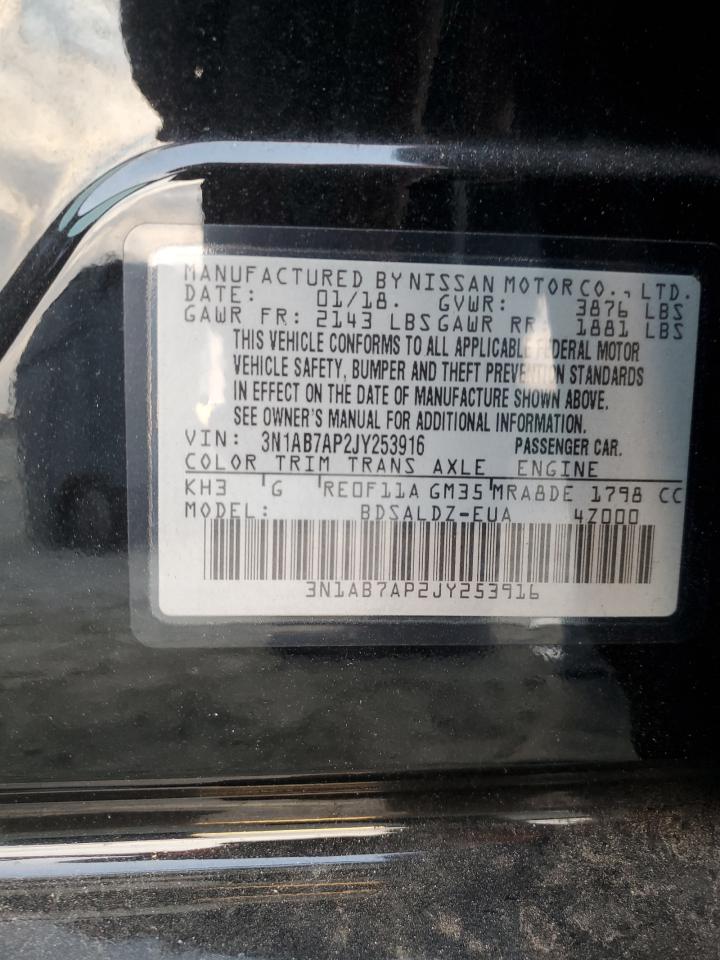 MANUFACTURED BY NISSAN MOTOR CO., LTD.
DATE: 01/18. GVWR: 3876 LBS
GAWR FR: 2143 LBS GAWR RR: 1881 LBS
THIS VEHICLE CONFORMS TO ALL APPLICABLE FEDERAL MOTOR
VEHICLE SAFETY, BUMPER AND THEFT PREVENTION STANDARDS
IN EFFECT ON THE DATE OF MANUFACTURE SHOWN ABOVE.
SEE OWNER'S MANUAL FOR ADDITIONAL INFORMATION.
VIN: 3N1AB7AP2JY253916 PASSENGER CAR.
COLOR TRIM TRANS AXLE ENGINE
KH3 G RE0F11A GM35 MRA8DE 1798 CC
MODEL: BDSALDZ-EUA 4Z000
3N1AB7AP2JY253916